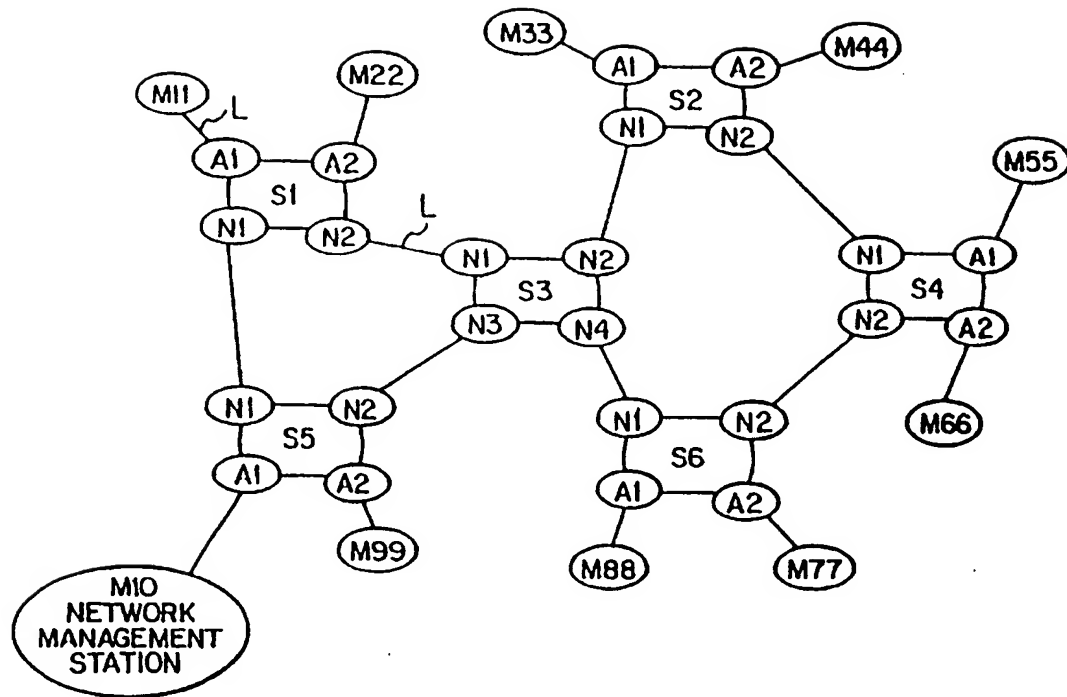 M33
M44
A1
A2
S2
N1
N2
M11
L
M22
A1
A2
S1
N1
N2
L
M55
N1
N2
S3
N3
N4
N1
A1
S4
N2
A2
M66
N1
N2
S5
A1
A2
M99
N1
N2
S6
A1
A2
M88
M77
M10
NETWORK
MANAGEMENT
STATION